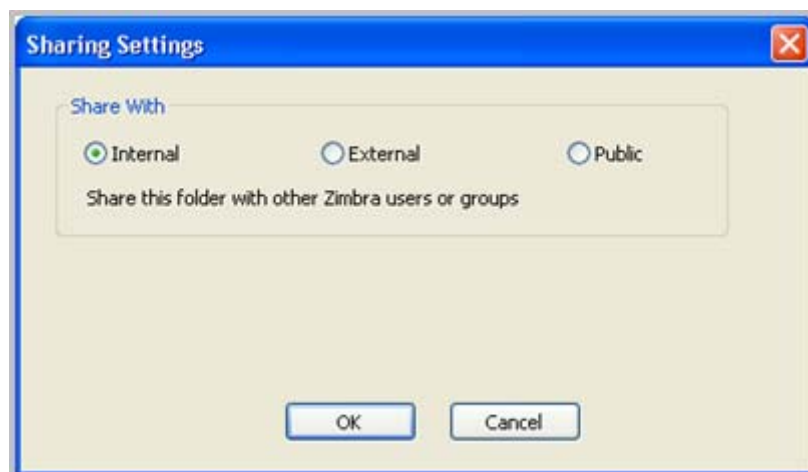 Sharing Settings
Share With
Internal External Public
Share this folder with other Zimbra users or groups
OK Cancel